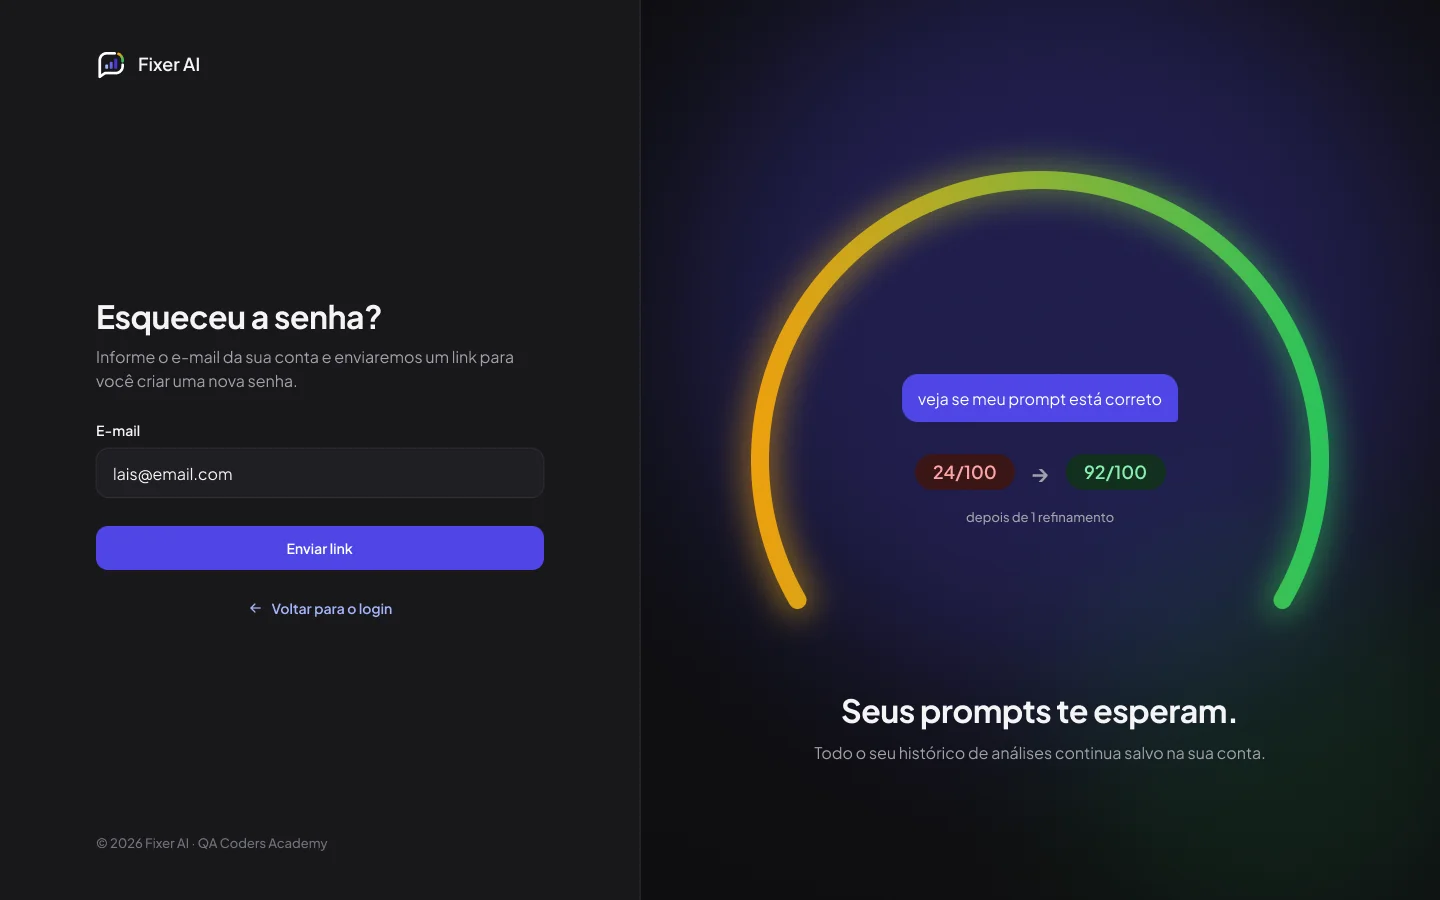 Fixer AI
Esqueceu a senha?
Informe o e-mail da sua conta e enviaremos um link para
você criar uma nova senha.
E-mail
lais@email.com
Enviar link
← Voltar para o login
© 2026 Fixer AI · QA Coders Academy
veja se meu prompt está correto
24/100 → 92/100
depois de 1 refinamento
Seus prompts te esperam.
Todo o seu histórico de análises continua salvo na sua conta.